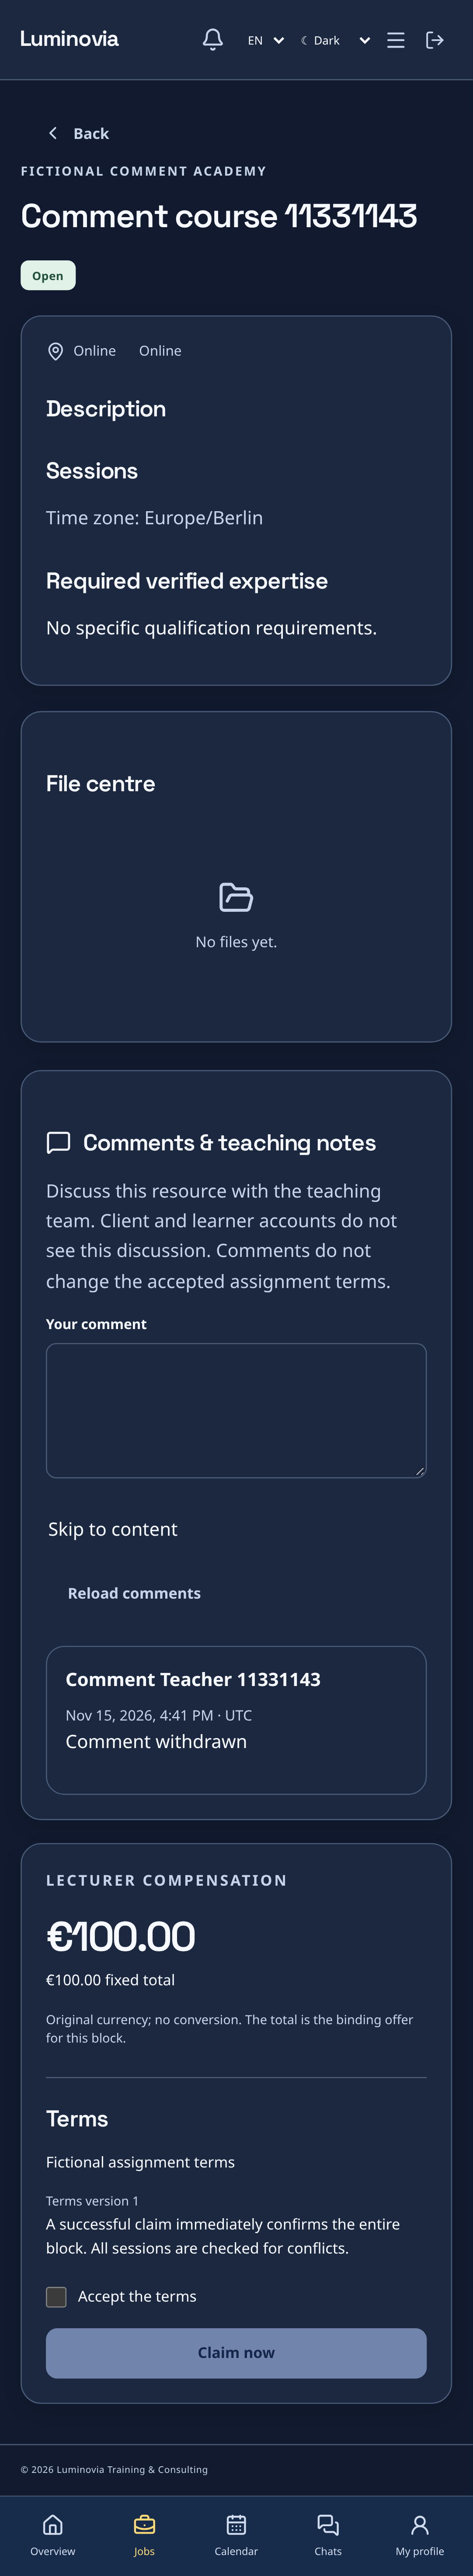 Luminovia
EN
☾ Dark
Back
FICTIONAL COMMENT ACADEMY
Comment course 11331143
Open
Online Online
Description
Sessions
Time zone: Europe/Berlin
Required verified expertise
No specific qualification requirements.
File centre
No files yet.
Comments & teaching notes
Discuss this resource with the teaching
team. Client and learner accounts do not
see this discussion. Comments do not
change the accepted assignment terms.
Your comment
Skip to content
Reload comments
Comment Teacher 11331143
Nov 15, 2026, 4:41 PM · UTC
Comment withdrawn
LECTURER COMPENSATION
€100.00
€100.00 fixed total
Original currency; no conversion. The total is the binding offer
for this block.
Terms
Fictional assignment terms
Terms version 1
A successful claim immediately confirms the entire
block. All sessions are checked for conflicts.
Accept the terms
Claim now
© 2026 Luminovia Training & Consulting
Overview
Jobs
Calendar
Chats
My profile